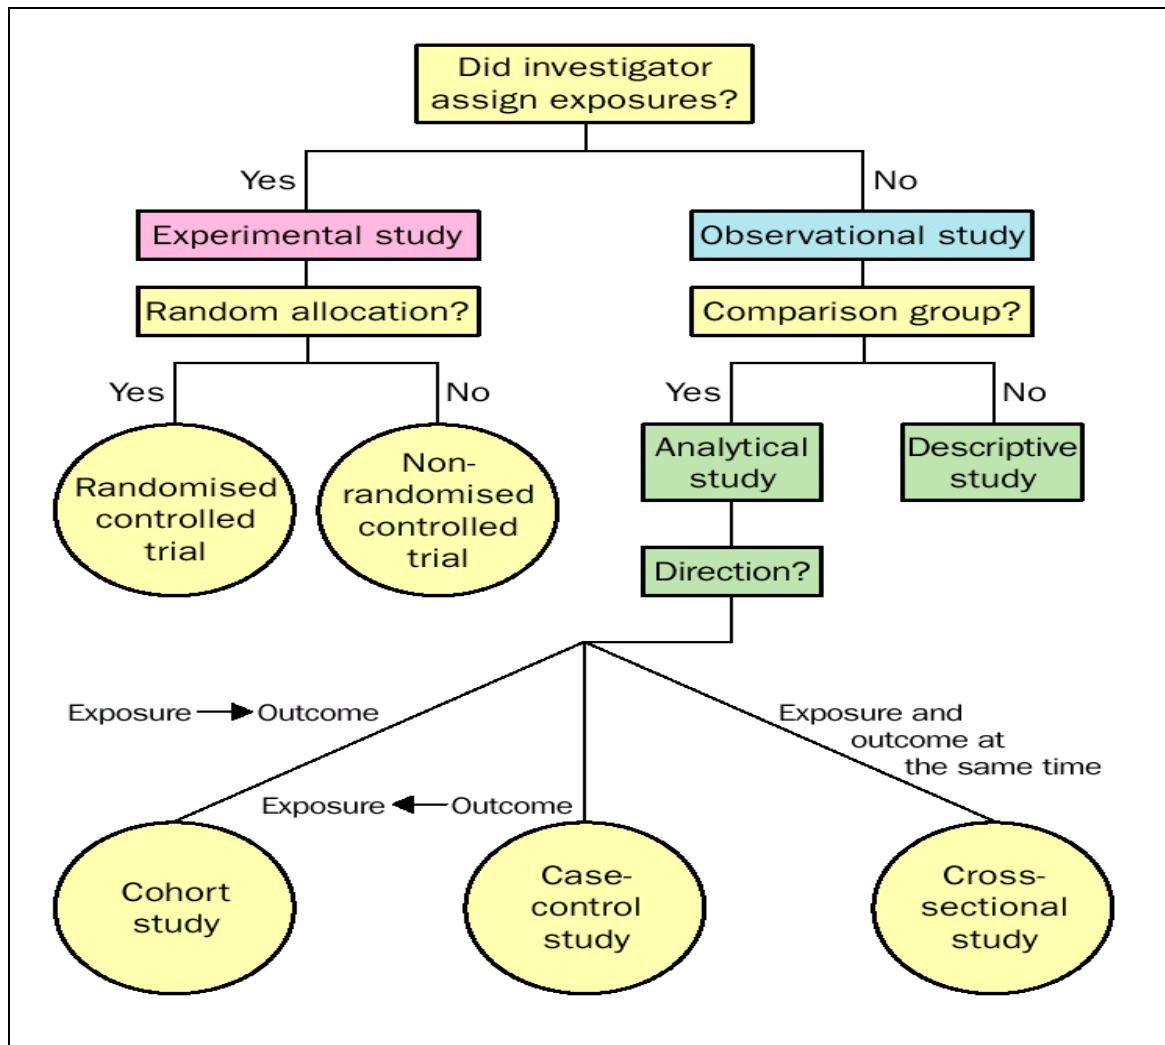 Did investigator
assign exposures?
Yes
No
Experimental study
Observational study
Random allocation?
Comparison group?
Yes
No
Yes
No
Randomised
controlled
trial
Non-
randomised
controlled
trial
Analytical
study
Descriptive
study
Direction?
Exposure → Outcome
Exposure and
outcome at
the same time
Exposure ← Outcome
Cohort
study
Case-
control
study
Cross-
sectional
study